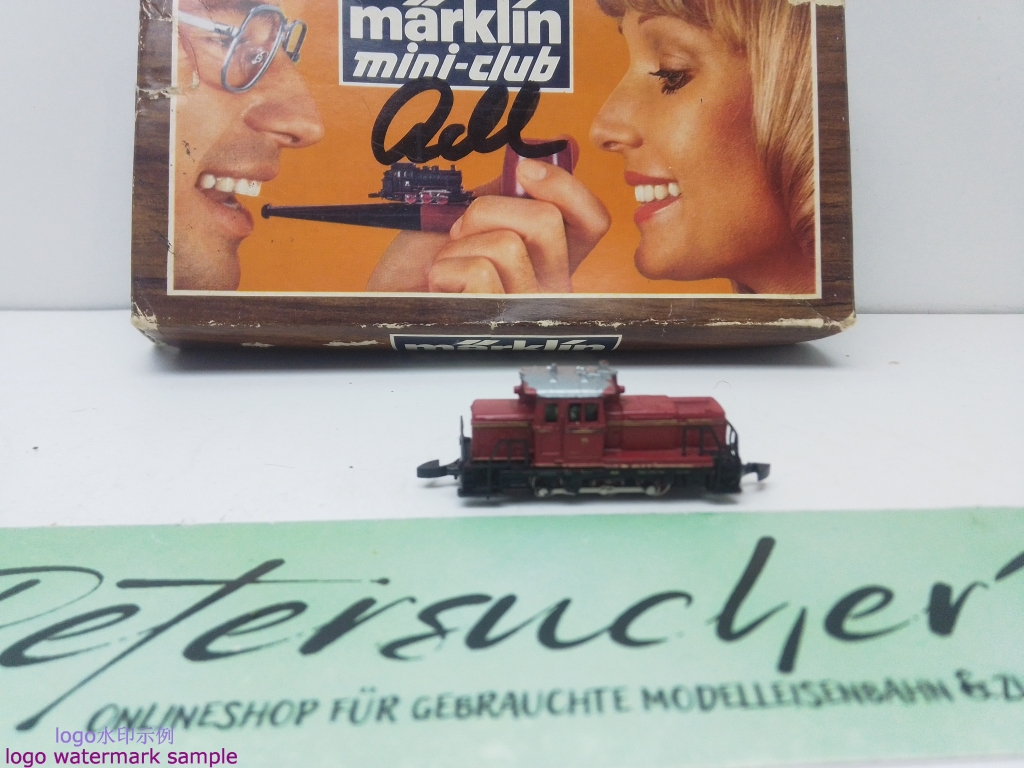 märklin
mini-club
märklin
Petersucher'
ONLINESHOP FÜR GEBRAUCHTE MODELLEISENBAHN & ZU
logo水印示例
logo watermark sample